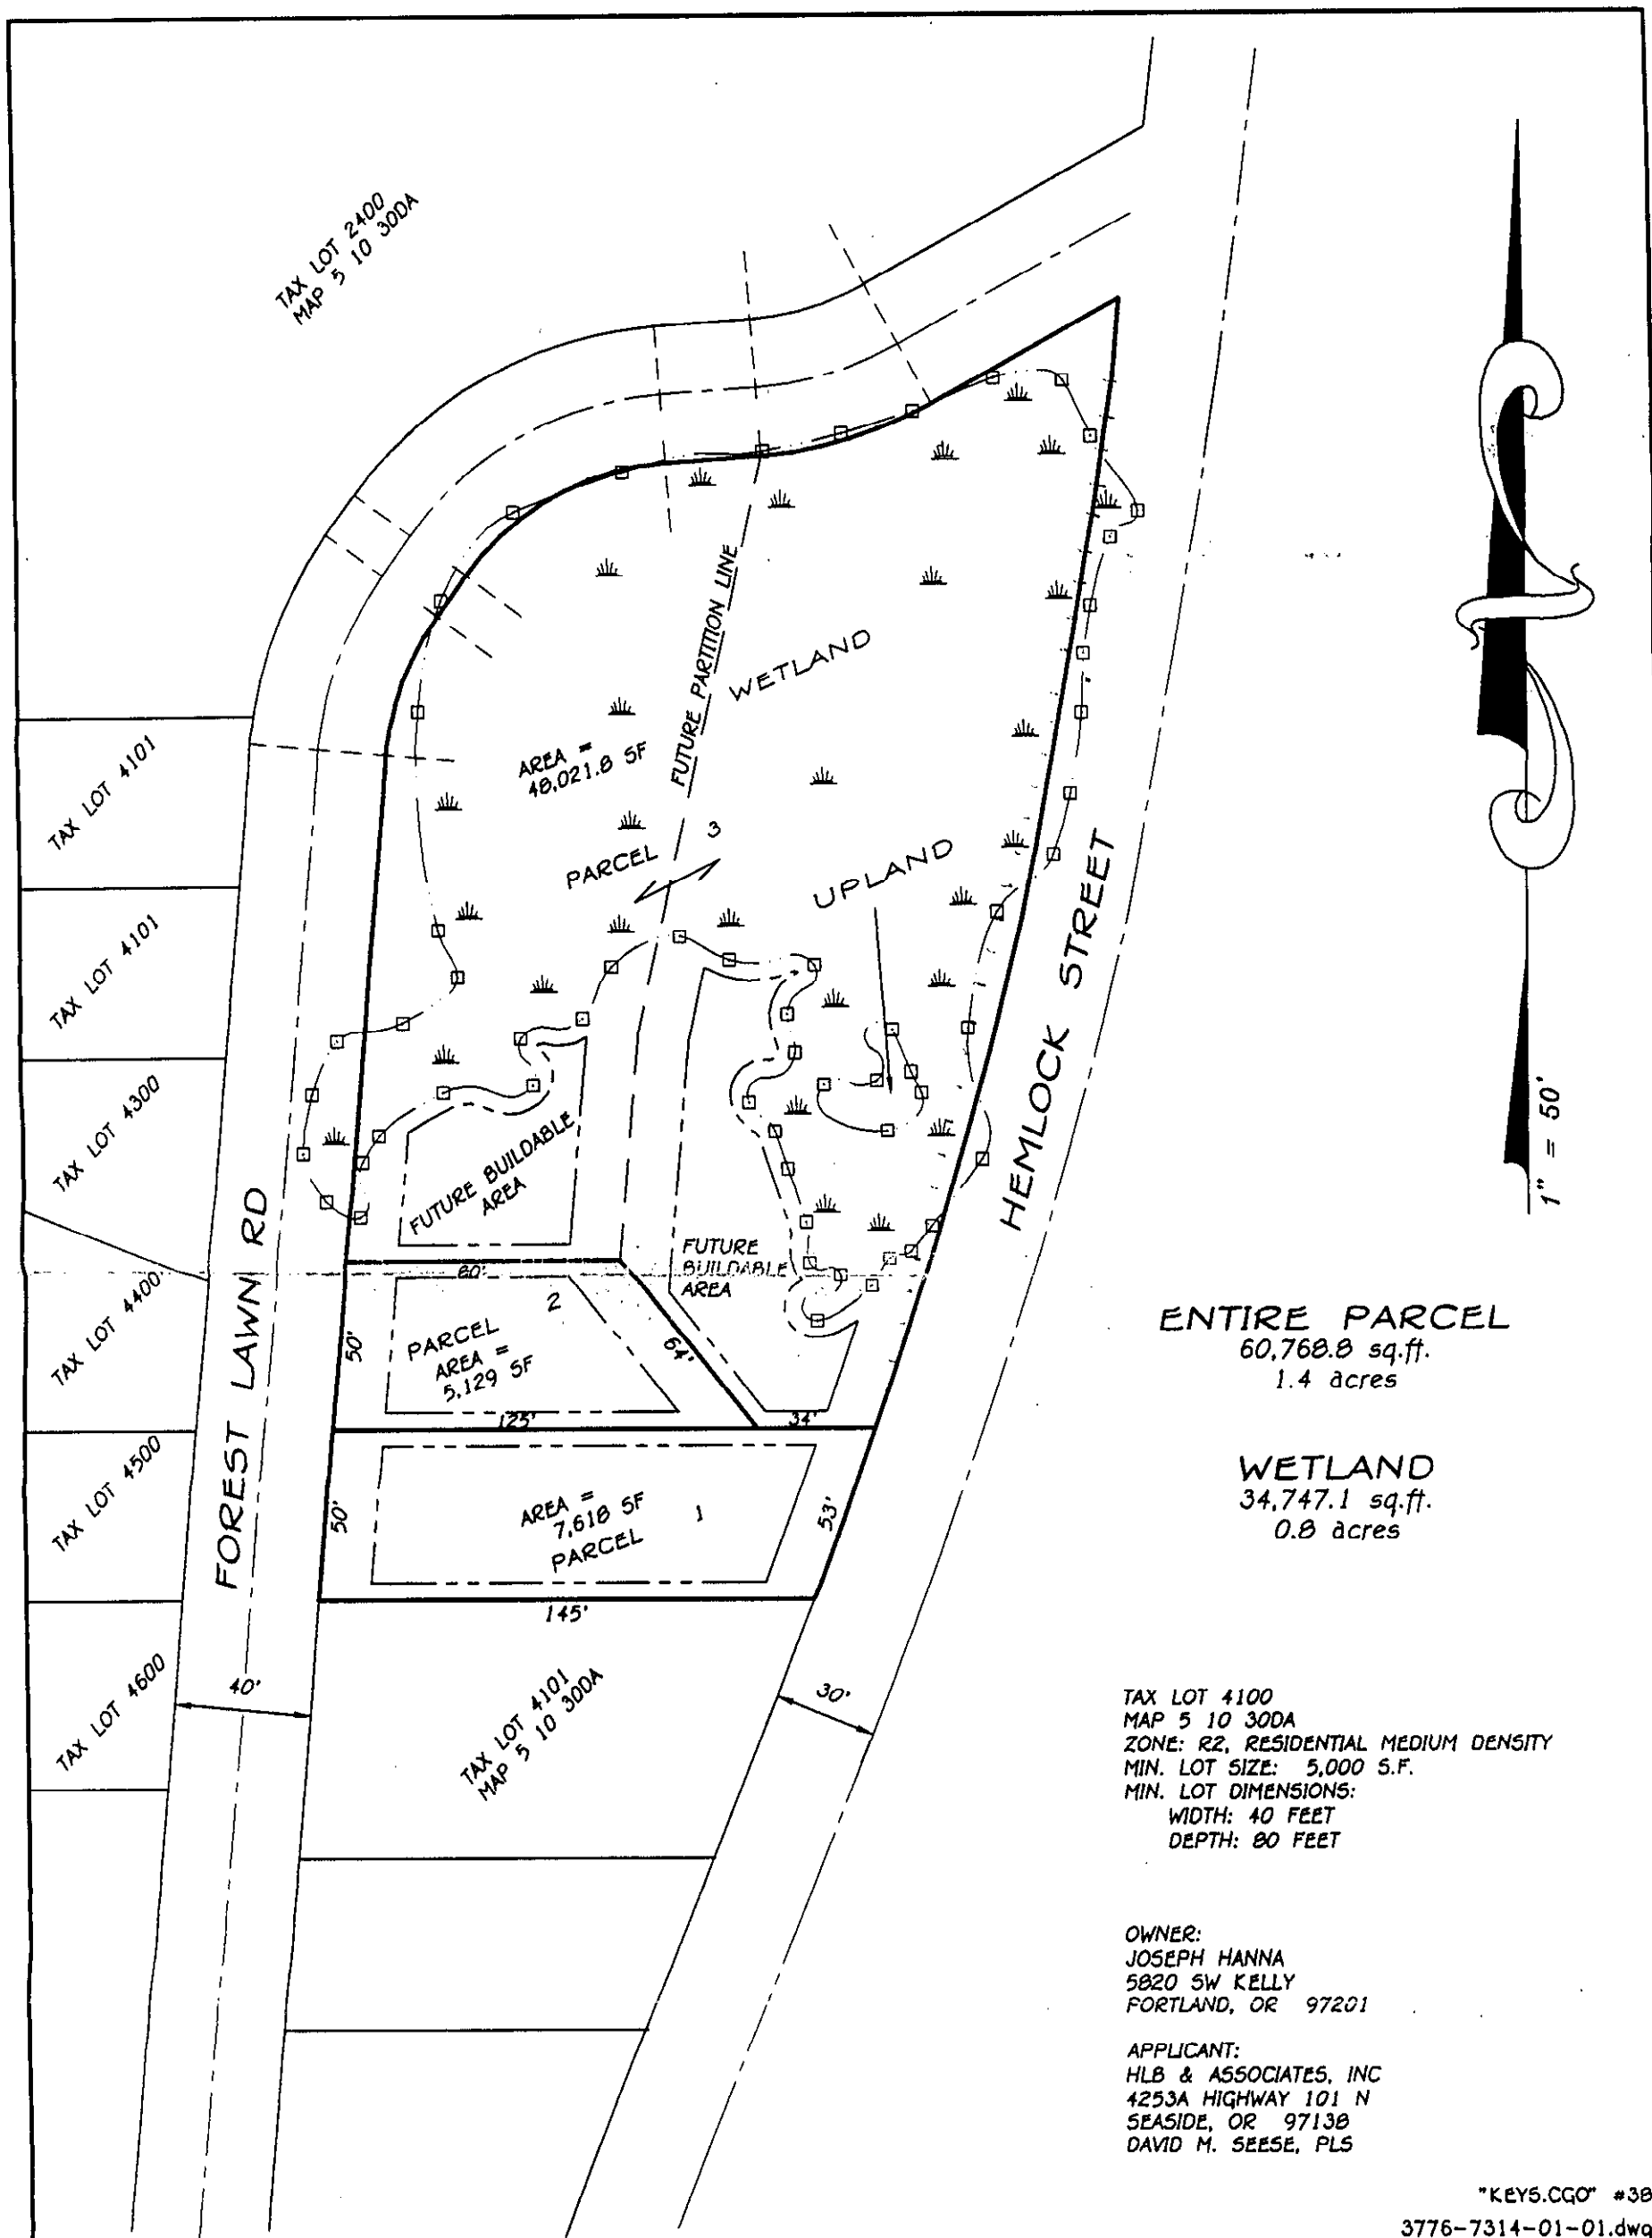 TAX LOT 2400
MAP 5 10 30DA
FUTURE PARTITION LINE
WETLAND
AREA =
48,021.8 SF
PARCEL 3
UPLAND
TAX LOT 4101
TAX LOT 4101
TAX LOT 4300
TAX LOT 4400
TAX LOT 4500
TAX LOT 4600
FOREST LAWN RD
HEMLOCK STREET
1" = 50'
FUTURE BUILDABLE
AREA
FUTURE
BUILDABLE
AREA
80'
2
PARCEL
AREA =
5,129 SF
50'
64'
125'
34'
AREA =
7,618 SF
PARCEL 1
50'
53'
145'
40'
30'
TAX LOT 4101
MAP 5 10 30DA
ENTIRE PARCEL
60,768.8 sq.ft.
1.4 acres
WETLAND
34,747.1 sq.ft.
0.8 acres
TAX LOT 4100
MAP 5 10 30DA
ZONE: R2, RESIDENTIAL MEDIUM DENSITY
MIN. LOT SIZE: 5,000 S.F.
MIN. LOT DIMENSIONS:
WIDTH: 40 FEET
DEPTH: 80 FEET
OWNER:
JOSEPH HANNA
5820 SW KELLY
PORTLAND, OR 97201
APPLICANT:
HLB & ASSOCIATES, INC
4253A HIGHWAY 101 N
SEASIDE, OR 97138
DAVID M. SEESE, PLS
"KEYS.CGO" #38
3776-7314-01-01.dwg